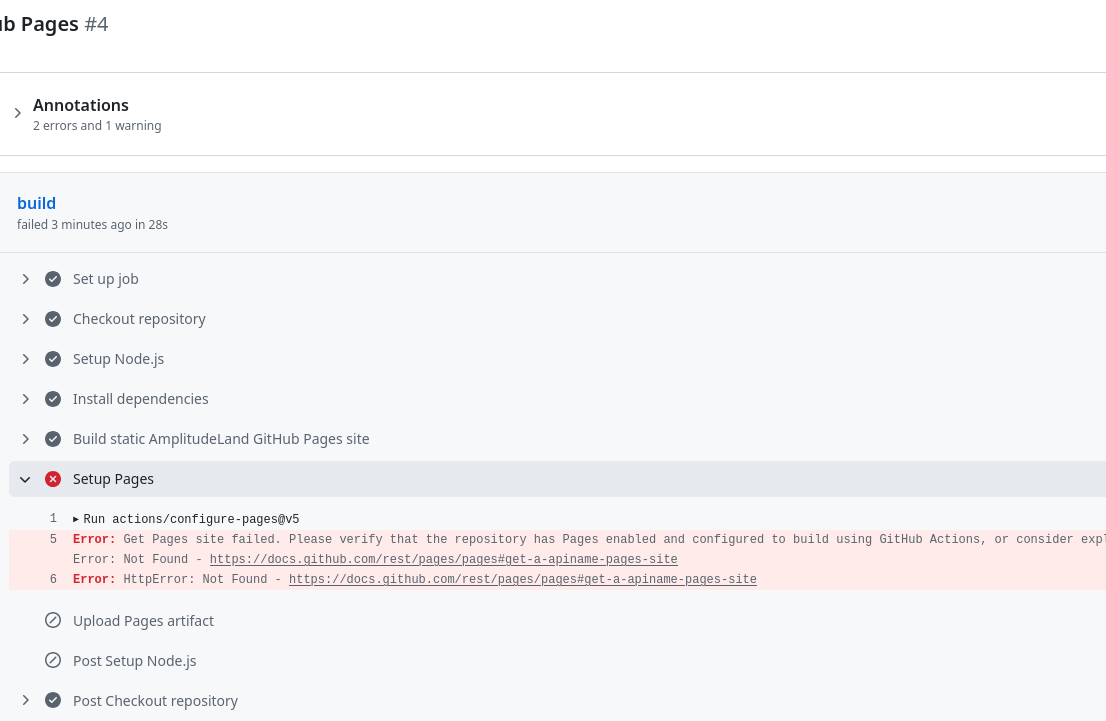 ub Pages #4
Annotations
2 errors and 1 warning
build
failed 3 minutes ago in 28s
Set up job
Checkout repository
Setup Node.js
Install dependencies
Build static AmplitudeLand GitHub Pages site
Setup Pages
1 ▸ Run actions/configure-pages@v5
5 Error: Get Pages site failed. Please verify that the repository has Pages enabled and configured to build using GitHub Actions, or consider expl
Error: Not Found - https://docs.github.com/rest/pages/pages#get-a-apiname-pages-site
6 Error: HttpError: Not Found - https://docs.github.com/rest/pages/pages#get-a-apiname-pages-site
Upload Pages artifact
Post Setup Node.js
Post Checkout repository